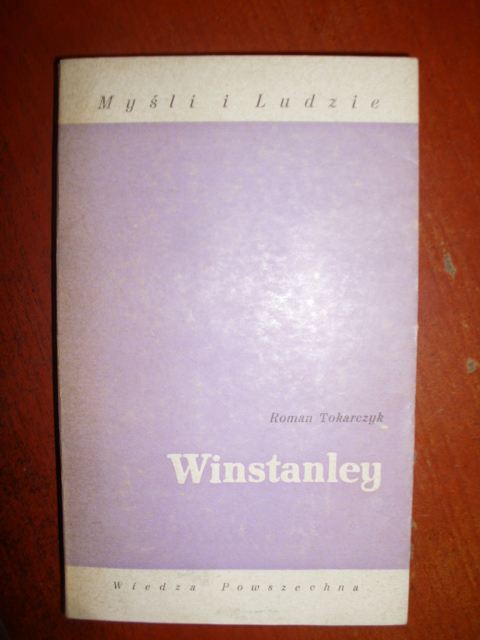 Myśli i Ludzie
Roman Tokarczyk
Winstanley
Wiedza Powszechna